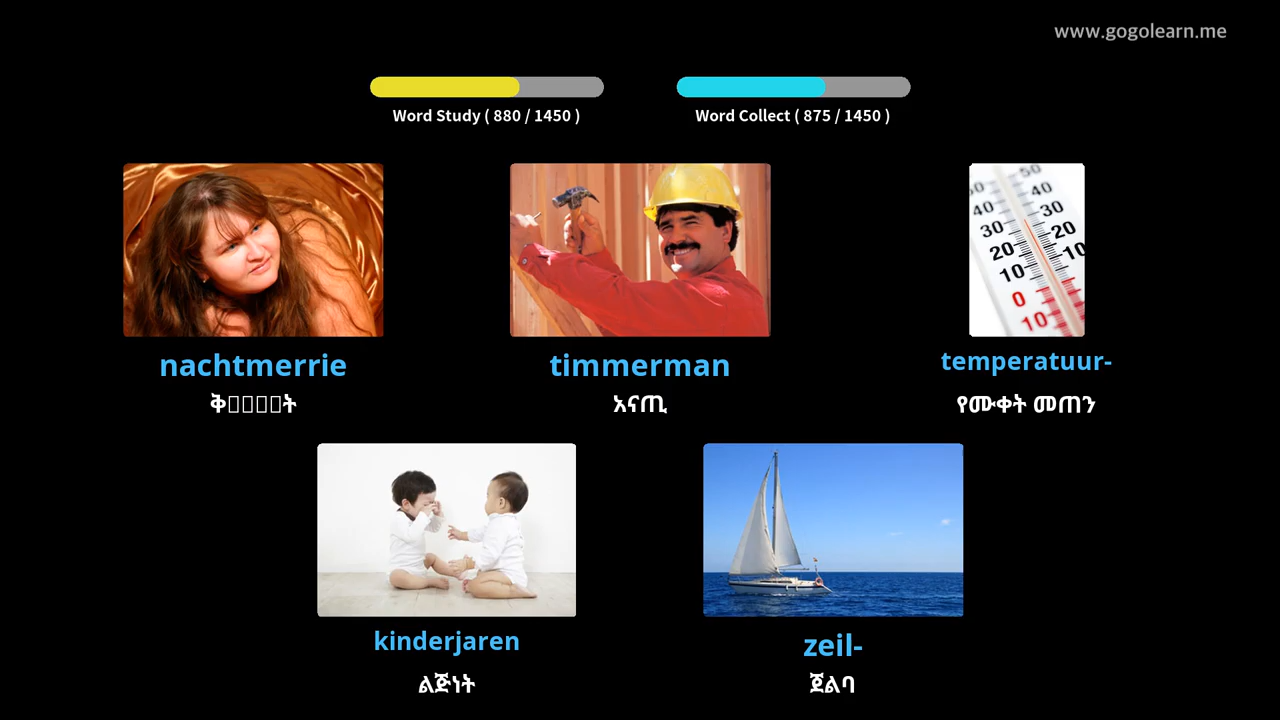 www.gogolearn.me
Word Study ( 880 / 1450 )
Word Collect ( 875 / 1450 )
nachtmerrie
timmerman
አናጢ
temperatuur-
የሙቀት መጠን
kinderjaren
ልጅነት
zeil-
ጀልባ